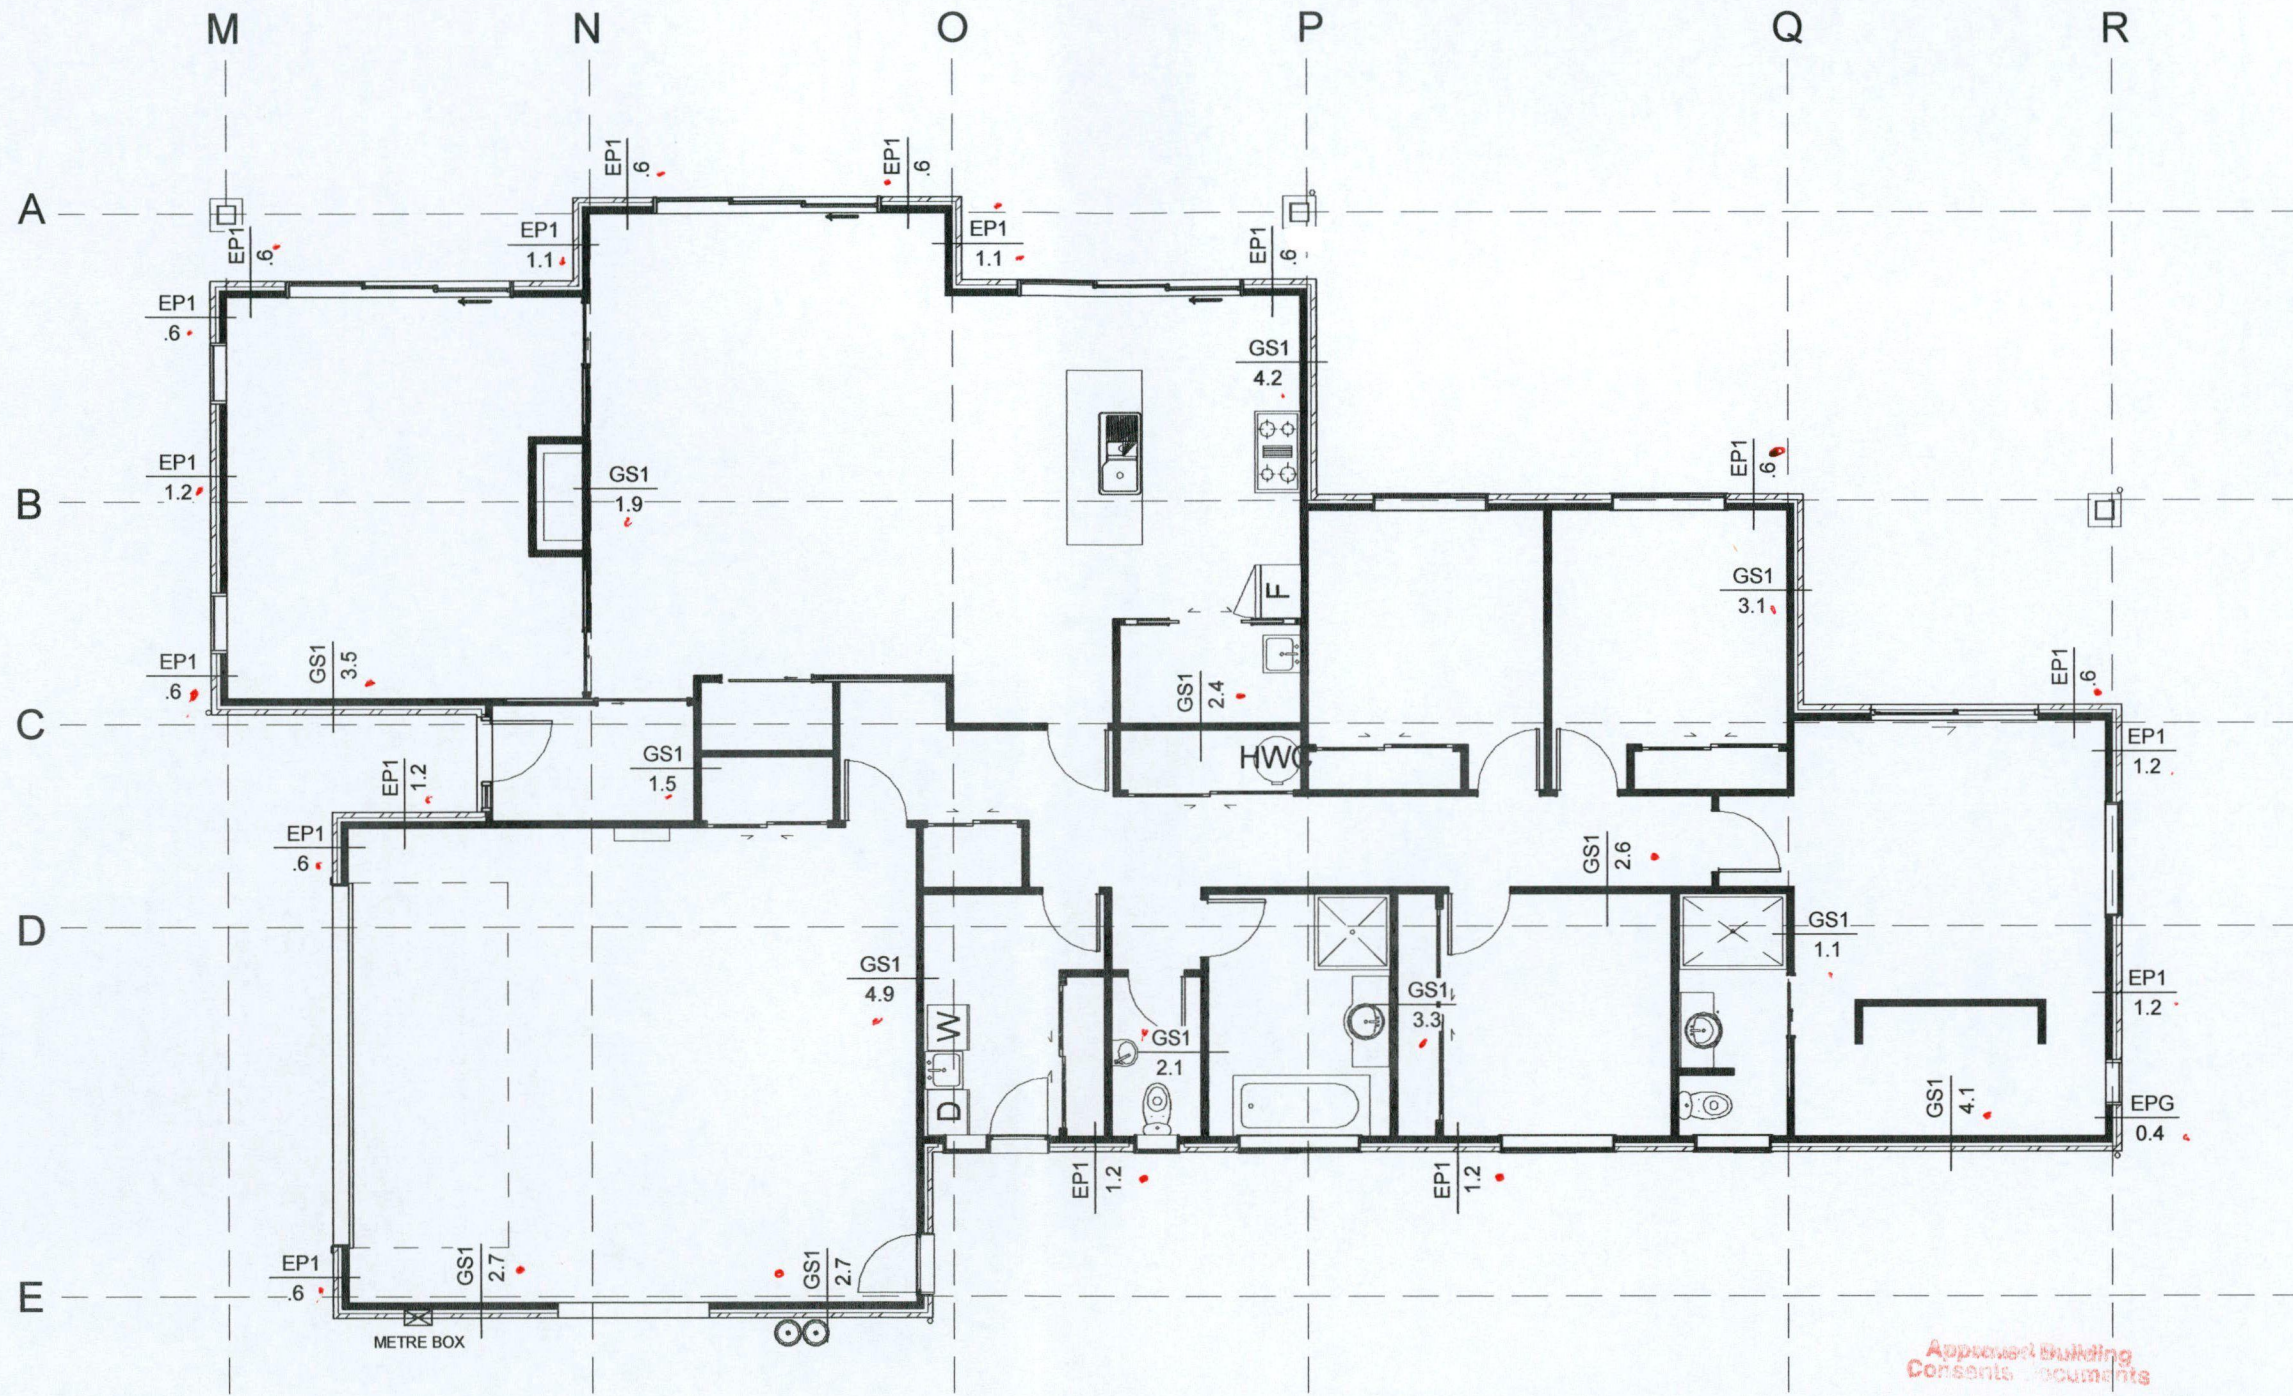 M N O P Q R
EP1
.6
EP1
.6
A
EP1
.6
EP1
1.1
EP1
1.1
EP1
.6
EP1
.6
GS1
4.2
EP1
1.2
B
GS1
1.9
EP1
.6
F
GS1
3.1
EP1
.6
GS1
3.5
GS1
2.4
EP1
.6
C
EP1
1.2
GS1
1.5
HWC
EP1
1.2
EP1
.6
GS1
2.6
D
GS1
4.9
W
D
GS1
2.1
GS1
3.3
GS1
1.1
EP1
1.2
GS1
4.1
EPG
0.4
EP1
1.2
EP1
1.2
EP1
.6
GS1
2.7
GS1
2.7
E
METRE BOX
Approved Building
Consents Documents